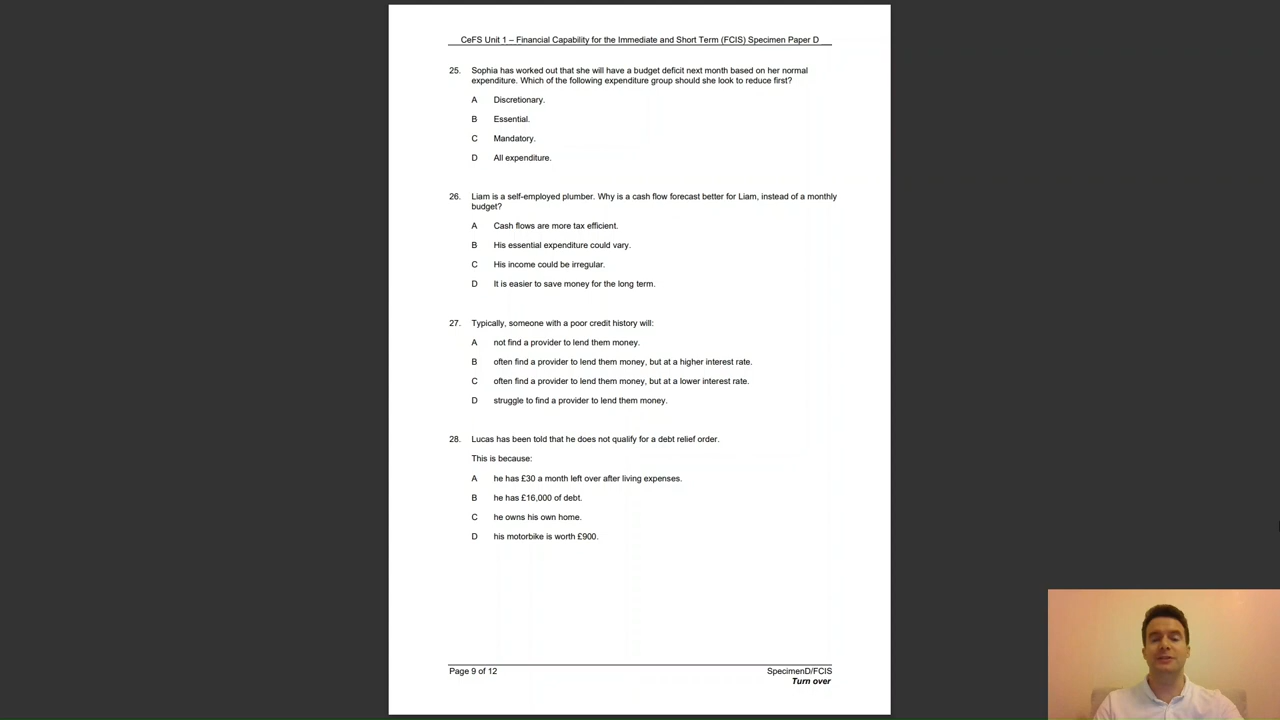 CeFS Unit 1 – Financial Capability for the Immediate and Short Term (FCIS) Specimen Paper D
25. Sophia has worked out that she will have a budget deficit next month based on her normal
expenditure. Which of the following expenditure group should she look to reduce first?
A Discretionary.
B Essential.
C Mandatory.
D All expenditure.
26. Liam is a self-employed plumber. Why is a cash flow forecast better for Liam, instead of a monthly
budget?
A Cash flows are more tax efficient.
B His essential expenditure could vary.
C His income could be irregular.
D It is easier to save money for the long term.
27. Typically, someone with a poor credit history will:
A not find a provider to lend them money.
B often find a provider to lend them money, but at a higher interest rate.
C often find a provider to lend them money, but at a lower interest rate.
D struggle to find a provider to lend them money.
28. Lucas has been told that he does not qualify for a debt relief order.
This is because:
A he has £30 a month left over after living expenses.
B he has £16,000 of debt.
C he owns his own home.
D his motorbike is worth £900.
Page 9 of 12 SpecimenD/FCIS
Turn over